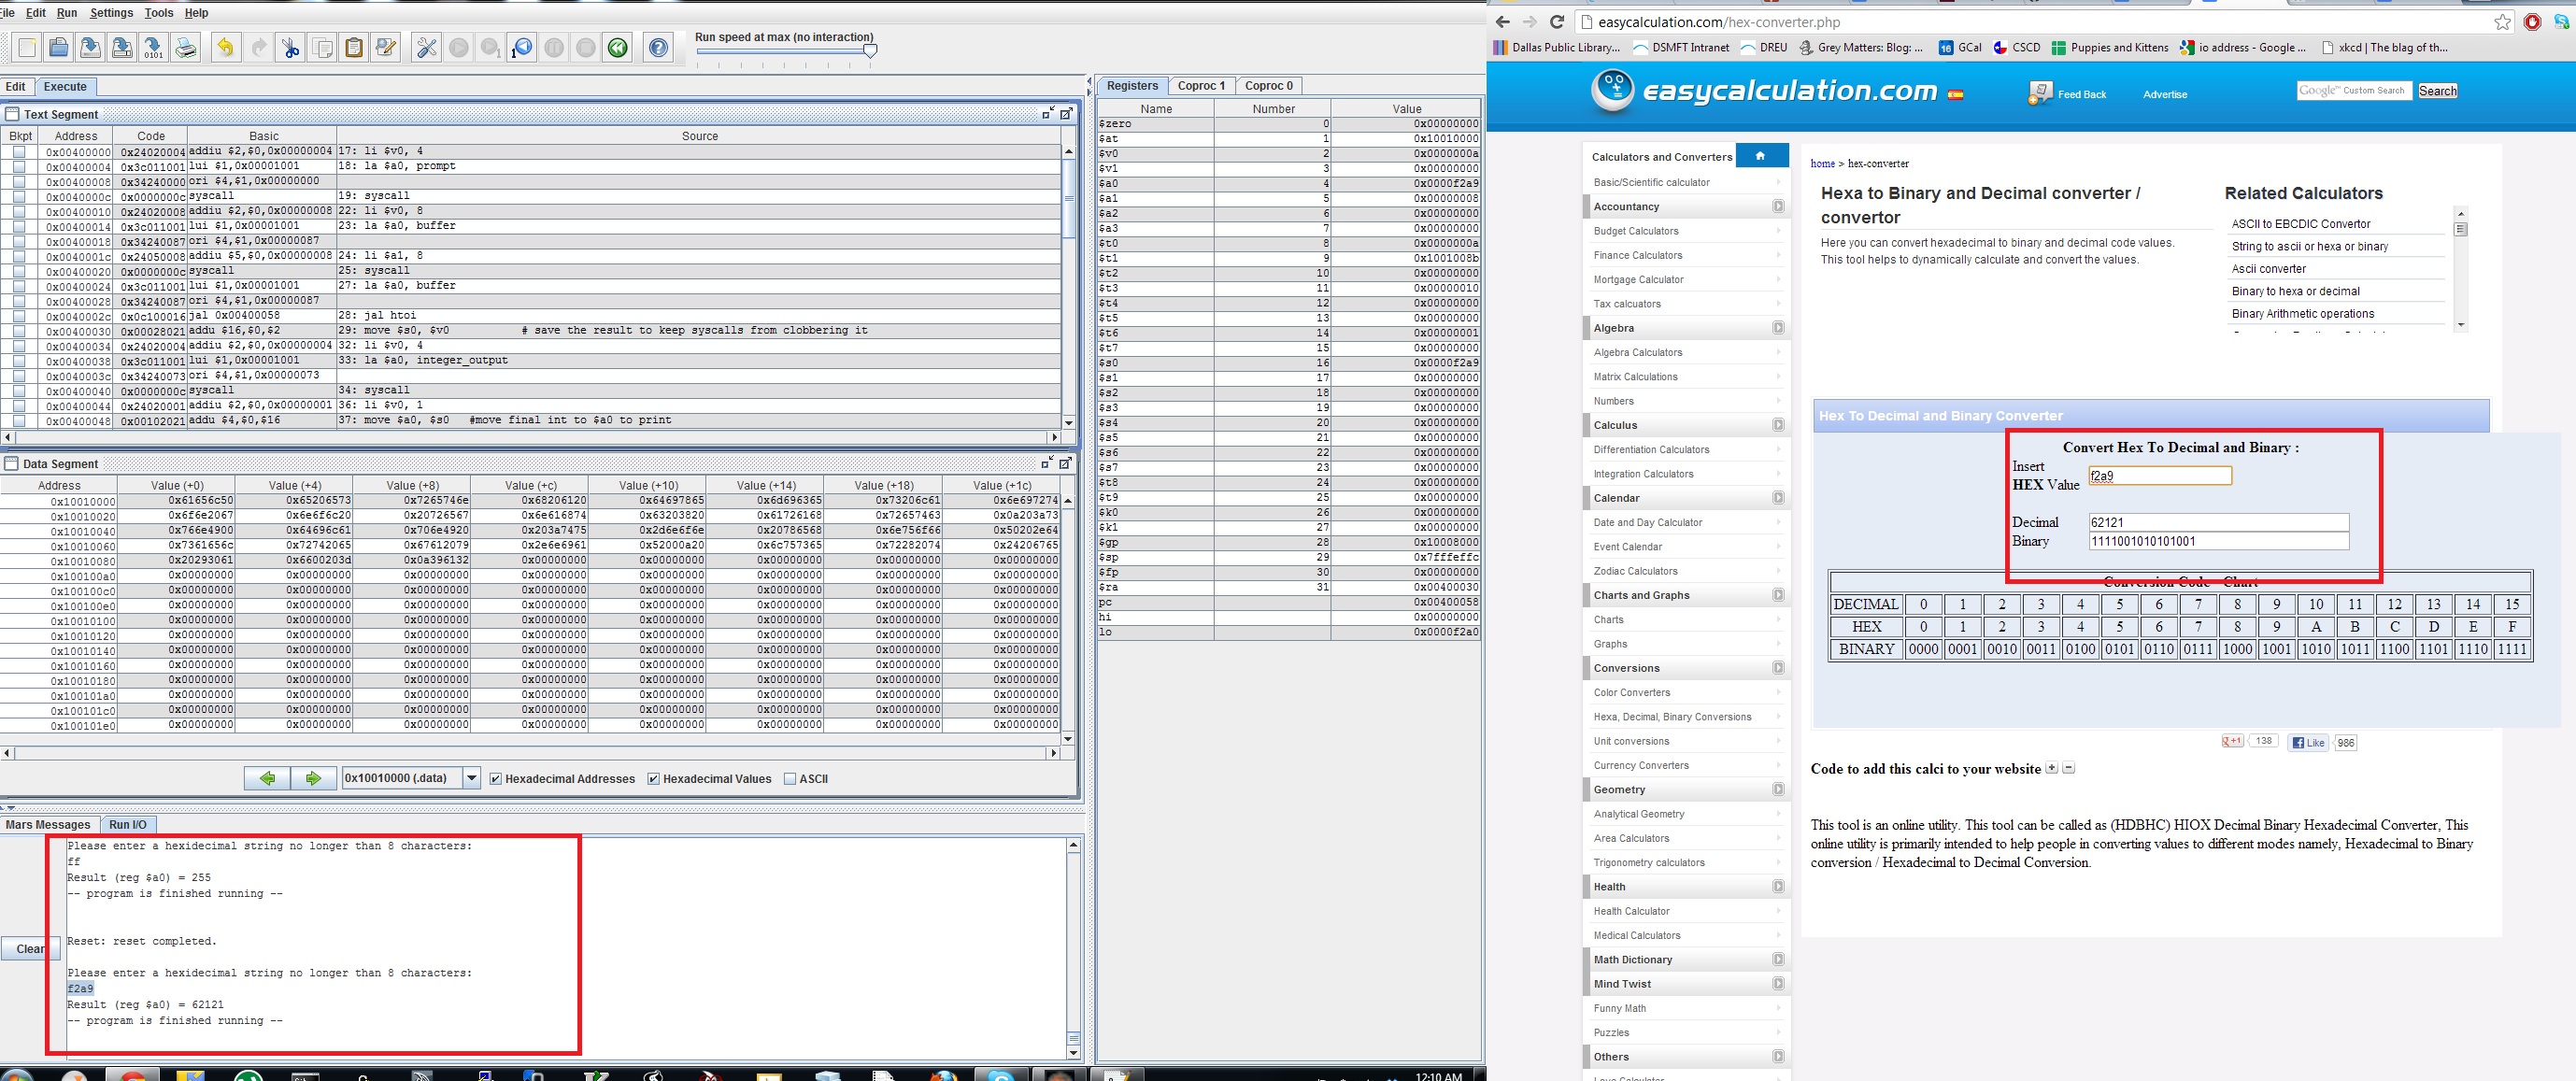 File Edit Run Settings Tools Help
Run speed at max (no interaction)
Edit Execute
Text Segment
Bkpt Address Code Basic Source
0x00400000 0x24020004 addiu $2,$0,0x00000004 17: li $v0, 4
0x00400004 0x3c011001 lui $1,0x00001001 18: la $a0, prompt
0x00400008 0x34240000 ori $4,$1,0x00000000
0x0040000c 0x0000000c syscall 19: syscall
0x00400010 0x24020008 addiu $2,$0,0x00000008 22: li $v0, 8
0x00400014 0x3c011001 lui $1,0x00001001 23: la $a0, buffer
0x00400018 0x34240087 ori $4,$1,0x00000087
0x0040001c 0x24050008 addiu $5,$0,0x00000008 24: li $a1, 8
0x00400020 0x0000000c syscall 25: syscall
0x00400024 0x3c011001 lui $1,0x00001001 27: la $a0, buffer
0x00400028 0x34240087 ori $4,$1,0x00000087
0x0040002c 0x0c100016 jal 0x00400058 28: jal htoi
0x00400030 0x00028021 addu $16,$0,$2 29: move $s0, $v0 # save the result to keep syscalls from clobbering it
0x00400034 0x24020004 addiu $2,$0,0x00000004 32: li $v0, 4
0x00400038 0x3c011001 lui $1,0x00001001 33: la $a0, integer_output
0x0040003c 0x34240073 ori $4,$1,0x00000073
0x00400040 0x0000000c syscall 34: syscall
0x00400044 0x24020001 addiu $2,$0,0x00000001 36: li $v0, 1
0x00400048 0x00102021 addu $4,$0,$16 37: move $a0, $s0 #move final int to $a0 to print
Data Segment
Address Value (+0) Value (+4) Value (+8) Value (+c) Value (+10) Value (+14) Value (+18) Value (+1c)
0x10010000 0x61656c50 0x65206573 0x7265746e 0x68206120 0x64697865 0x6d696365 0x73206c61 0x6e697274
0x10010020 0x6f6e2067 0x6e6f6c20 0x20726567 0x6e616874 0x63203820 0x61726168 0x72657463 0x0a203a73
0x10010040 0x766e4900 0x64696c61 0x706e4920 0x203a7475 0x2d6e6f6e 0x20786568 0x6e756f66 0x50202e64
0x10010060 0x7361656c 0x72742065 0x67612079 0x2e6e6961 0x52000a20 0x6c757365 0x72282074 0x24206765
0x10010080 0x20293061 0x6600203d 0x0a396132 0x00000000 0x00000000 0x00000000 0x00000000 0x00000000
0x100100a0 0x00000000 0x00000000 0x00000000 0x00000000 0x00000000 0x00000000 0x00000000 0x00000000
0x100100c0 0x00000000 0x00000000 0x00000000 0x00000000 0x00000000 0x00000000 0x00000000 0x00000000
0x100100e0 0x00000000 0x00000000 0x00000000 0x00000000 0x00000000 0x00000000 0x00000000 0x00000000
0x10010100 0x00000000 0x00000000 0x00000000 0x00000000 0x00000000 0x00000000 0x00000000 0x00000000
0x10010120 0x00000000 0x00000000 0x00000000 0x00000000 0x00000000 0x00000000 0x00000000 0x00000000
0x10010140 0x00000000 0x00000000 0x00000000 0x00000000 0x00000000 0x00000000 0x00000000 0x00000000
0x10010160 0x00000000 0x00000000 0x00000000 0x00000000 0x00000000 0x00000000 0x00000000 0x00000000
0x10010180 0x00000000 0x00000000 0x00000000 0x00000000 0x00000000 0x00000000 0x00000000 0x00000000
0x100101a0 0x00000000 0x00000000 0x00000000 0x00000000 0x00000000 0x00000000 0x00000000 0x00000000
0x100101c0 0x00000000 0x00000000 0x00000000 0x00000000 0x00000000 0x00000000 0x00000000 0x00000000
0x100101e0 0x00000000 0x00000000 0x00000000 0x00000000 0x00000000 0x00000000 0x00000000 0x00000000
0x10010000 (.data) Hexadecimal Addresses Hexadecimal Values ASCII
Mars Messages Run I/O
Clear
Please enter a hexidecimal string no longer than 8 characters:
ff
Result (reg $a0) = 255
-- program is finished running --
Reset: reset completed.
Please enter a hexidecimal string no longer than 8 characters:
f2a9
Result (reg $a0) = 62121
-- program is finished running --
Registers Coproc 1 Coproc 0
Name Number Value
$zero 0 0x00000000
$at 1 0x10010000
$v0 2 0x0000000a
$v1 3 0x00000000
$a0 4 0x0000f2a9
$a1 5 0x00000008
$a2 6 0x00000000
$a3 7 0x00000000
$t0 8 0x0000000a
$t1 9 0x1001008b
$t2 10 0x00000000
$t3 11 0x00000010
$t4 12 0x00000000
$t5 13 0x00000000
$t6 14 0x00000001
$t7 15 0x00000000
$s0 16 0x0000f2a9
$s1 17 0x00000000
$s2 18 0x00000000
$s3 19 0x00000000
$s4 20 0x00000000
$s5 21 0x00000000
$s6 22 0x00000000
$s7 23 0x00000000
$t8 24 0x00000000
$t9 25 0x00000000
$k0 26 0x00000000
$k1 27 0x00000000
$gp 28 0x10008000
$sp 29 0x7fffeffc
$fp 30 0x00000000
$ra 31 0x00400030
pc 0x00400058
hi 0x00000000
lo 0x0000f2a0
12:10 AM
easycalculation.com/hex-converter.php
Dallas Public Library... DSMFT Intranet DREU Grey Matters: Blog: ... 16 GCal CSCD Puppies and Kittens io address - Google ... xkcd | The blag of th...
easycalculation.com
Feed Back Advertise
Google™ Custom Search Search
Calculators and Converters
Basic/Scientific calculator
Accountancy
Budget Calculators
Finance Calculators
Mortgage Calculator
Tax calcuators
Algebra
Algebra Calculators
Matrix Calculations
Numbers
Calculus
Differentiation Calculators
Integration Calculators
Calendar
Date and Day Calculator
Event Calendar
Zodiac Calculators
Charts and Graphs
Charts
Graphs
Conversions
Color Converters
Hexa, Decimal, Binary Conversions
Unit conversions
Currency Converters
Geometry
Analytical Geometry
Area Calculators
Trigonometry calculators
Health
Health Calculator
Medical Calculators
Math Dictionary
Mind Twist
Funny Math
Puzzles
Others
Love Calculator
home > hex-converter
Hexa to Binary and Decimal converter /
convertor
Here you can convert hexadecimal to binary and decimal code values.
This tool helps to dynamically calculate and convert the values.
Related Calculators
ASCII to EBCDIC Convertor
String to ascii or hexa or binary
Ascii converter
Binary to hexa or decimal
Binary Arithmetic operations
Hex To Decimal and Binary Converter
Convert Hex To Decimal and Binary :
Insert
HEX Value f2a9
Decimal 62121
Binary 1111001010101001
Conversion Code Chart
DECIMAL 0 1 2 3 4 5 6 7 8 9 10 11 12 13 14 15
HEX 0 1 2 3 4 5 6 7 8 9 A B C D E F
BINARY 0000 0001 0010 0011 0100 0101 0110 0111 1000 1001 1010 1011 1100 1101 1110 1111
+1 138 Like 986
Code to add this calci to your website
This tool is an online utility. This tool can be called as (HDBHC) HIOX Decimal Binary Hexadecimal Converter, This
online utility is primarily intended to help people in converting values to different modes namely, Hexadecimal to Binary
conversion / Hexadecimal to Decimal Conversion.